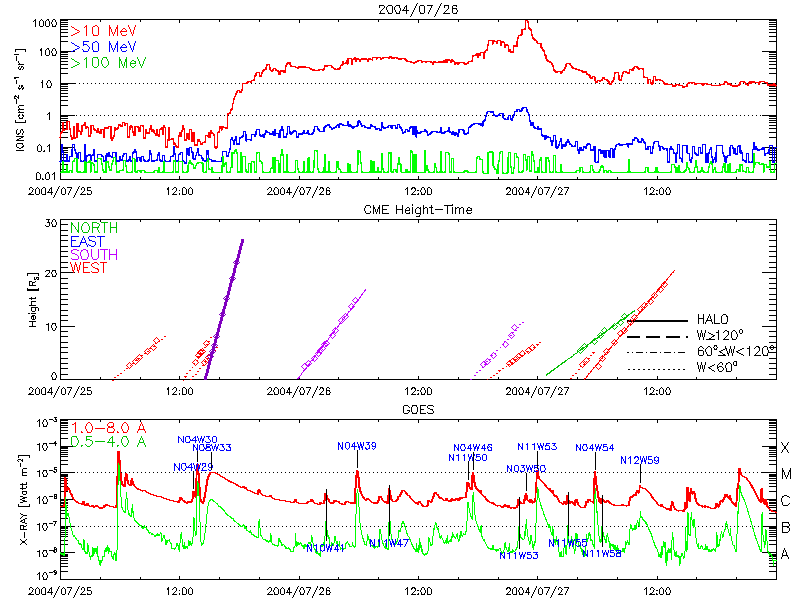 2004/07/26
1000
100
10
1
0.1
0.01
IONS [cm⁻² s⁻¹ sr⁻¹]
>10 MeV
>50 MeV
>100 MeV
2004/07/25 12:00 2004/07/26 12:00 2004/07/27 12:00
CME Height-Time
30
20
10
0
Height [Rs]
NORTH
EAST
SOUTH
WEST
HALO
W≥120°
60°≤W<120°
W<60°
2004/07/25 12:00 2004/07/26 12:00 2004/07/27 12:00
GOES
10⁻³
10⁻⁴
10⁻⁵
10⁻⁶
10⁻⁷
10⁻⁸
10⁻⁹
X-RAY [Watt m⁻²]
1.0-8.0 A
0.5-4.0 A
X
M
C
B
A
N04W30
N08W33
N04W29
N04W39
N04W46
N11W50
N11W53
N03W50
N04W54
N12W59
N10W41
N11W47
N11W53
N11W55
N11W58
2004/07/25 12:00 2004/07/26 12:00 2004/07/27 12:00